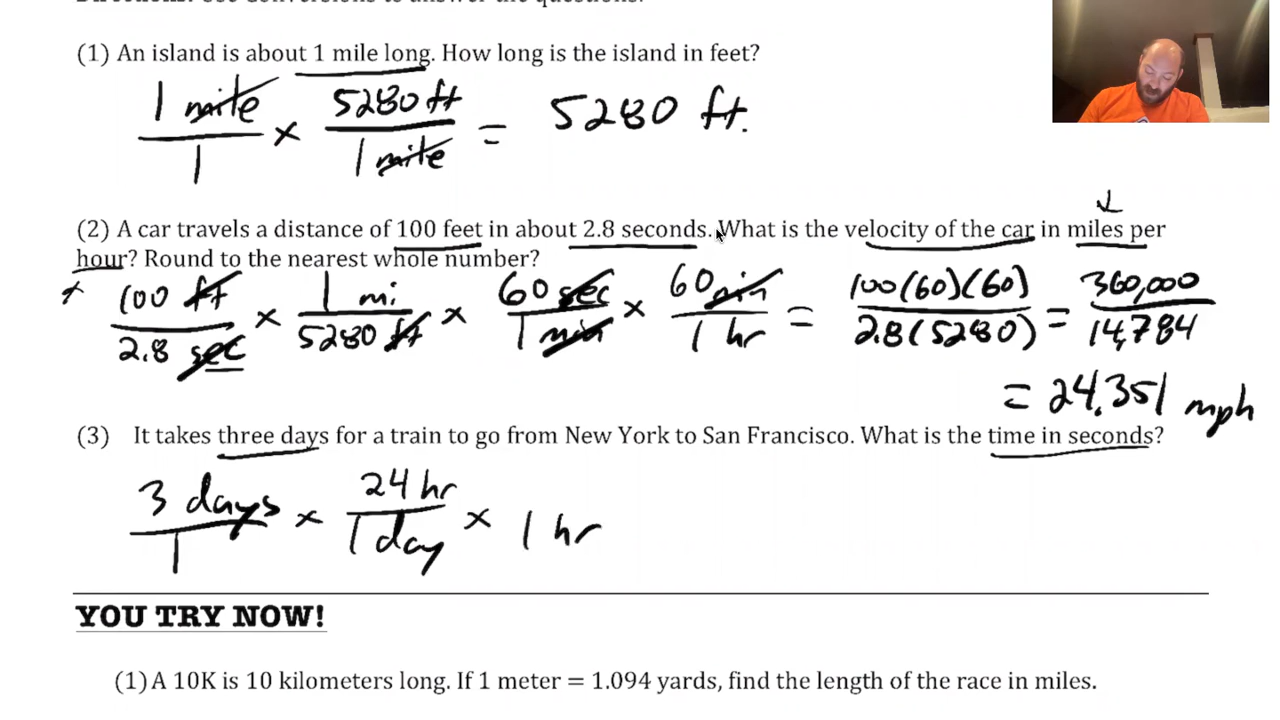 (1) An island is about 1 mile long. How long is the island in feet?
1 mile / 1 × 5280 ft / 1 mile = 5280 ft.
(2) A car travels a distance of 100 feet in about 2.8 seconds. What is the velocity of the car in miles per
hour? Round to the nearest whole number?
100 ft / 2.8 sec × 1 mi / 5280 ft × 60 sec / 1 min × 60 min / 1 hr = 100(60)(60) / 2.8(5280) = 360,000 / 14,784
= 24.351 mph
(3) It takes three days for a train to go from New York to San Francisco. What is the time in seconds?
3 days / 1 × 24 hr / 1 day × 1 hr
YOU TRY NOW!
(1) A 10K is 10 kilometers long. If 1 meter = 1.094 yards, find the length of the race in miles.